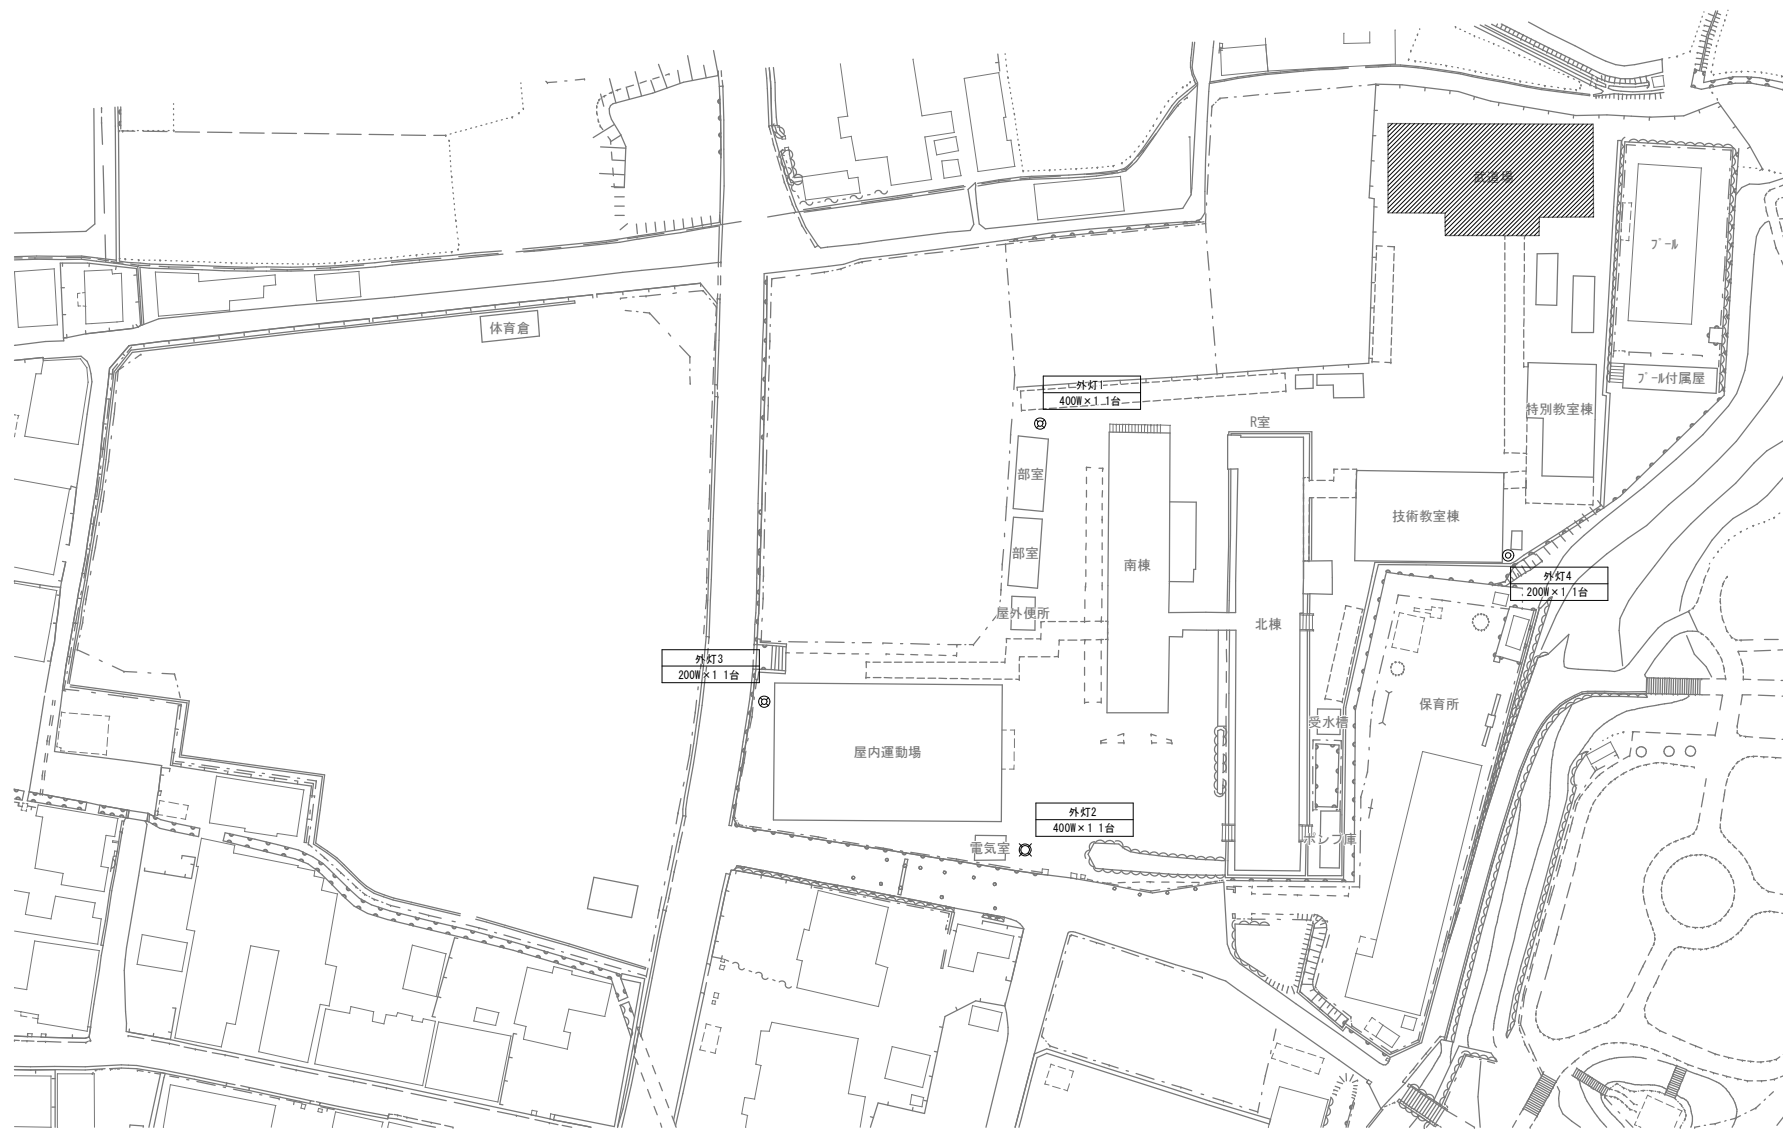 武道場
プール
体育倉
外灯1
400W×1 1台
プール付属屋
特別教室棟
R室
部室
技術教室棟
部室
南棟
外灯4
200W×1 1台
屋外便所
北棟
外灯3
200W×1 1台
保育所
受水槽
屋内運動場
外灯2
400W×1 1台
ポンプ庫
電気室